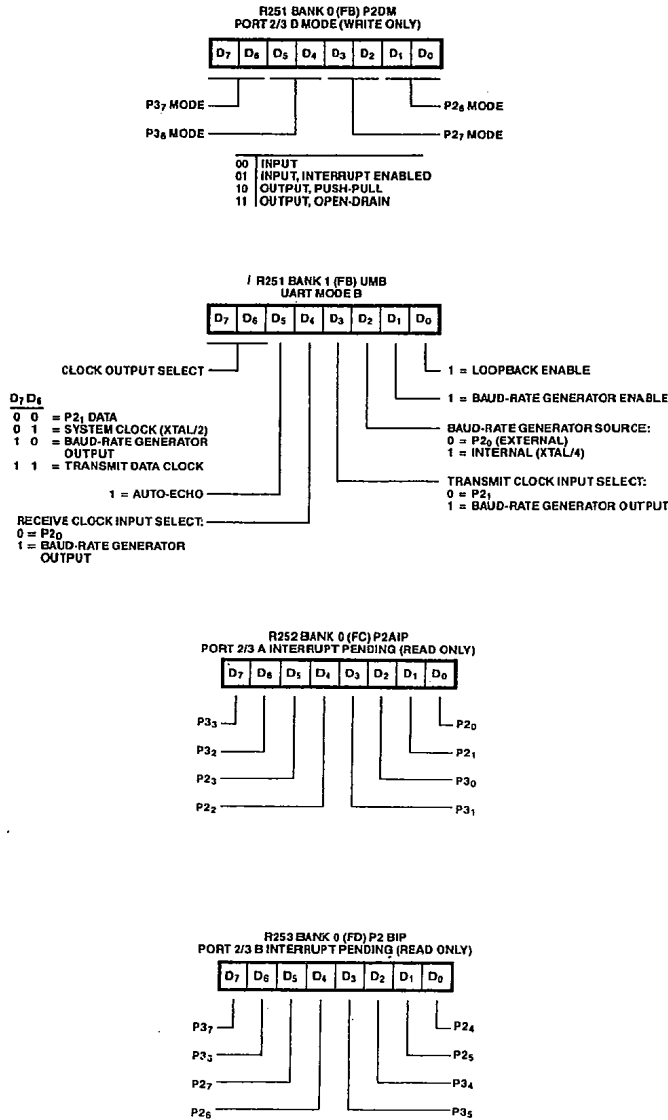 R251 BANK 0 (FB) P2DM
PORT 2/3 D MODE (WRITE ONLY)
D₇ D₆ D₅ D₄ D₃ D₂ D₁ D₀
P3₇ MODE P2₆ MODE
P3₆ MODE P2₇ MODE
00 INPUT
01 INPUT, INTERRUPT ENABLED
10 OUTPUT, PUSH-PULL
11 OUTPUT, OPEN-DRAIN
/ R251 BANK 1 (FB) UMB
UART MODE B
D₇ D₆ D₅ D₄ D₃ D₂ D₁ D₀
CLOCK OUTPUT SELECT
D₇ D₆
0 0 = P2₁ DATA
0 1 = SYSTEM CLOCK (XTAL/2)
1 0 = BAUD-RATE GENERATOR
OUTPUT
1 1 = TRANSMIT DATA CLOCK
1 = AUTO-ECHO
RECEIVE CLOCK INPUT SELECT:
0 = P2₀
1 = BAUD-RATE GENERATOR
OUTPUT
1 = LOOPBACK ENABLE
1 = BAUD-RATE GENERATOR ENABLE
BAUD-RATE GENERATOR SOURCE:
0 = P2₀ (EXTERNAL)
1 = INTERNAL (XTAL/4)
TRANSMIT CLOCK INPUT SELECT:
0 = P2₁
1 = BAUD-RATE GENERATOR OUTPUT
R252 BANK 0 (FC) P2AIP
PORT 2/3 A INTERRUPT PENDING (READ ONLY)
D₇ D₆ D₅ D₄ D₃ D₂ D₁ D₀
P3₃ P2₀
P3₂ P2₁
P2₃ P3₀
P2₂ P3₁
R253 BANK 0 (FD) P2 BIP
PORT 2/3 B INTERRUPT PENDING (READ ONLY)
D₇ D₆ D₅ D₄ D₃ D₂ D₁ D₀
P3₇ P2₄
P3₃ P2₅
P2₇ P3₄
P2₆ P3₅